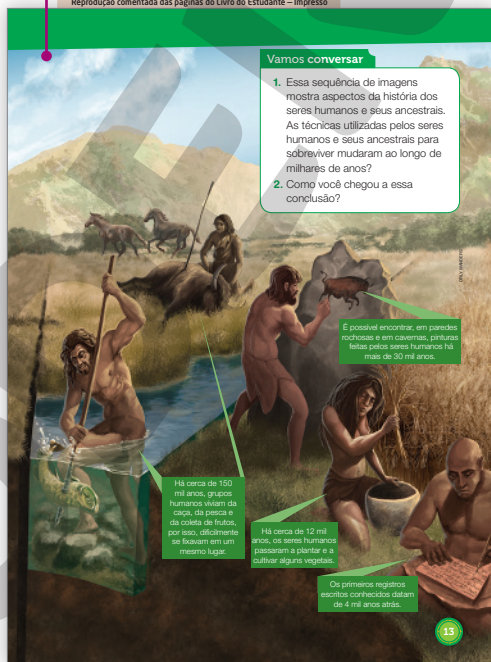 Reprodução comentada das páginas do Livro do Estudante – Impresso
Vamos conversar
1. Essa sequência de imagens
mostra aspectos da história dos
seres humanos e seus ancestrais.
As técnicas utilizadas pelos seres
humanos e seus ancestrais para
sobreviver mudaram ao longo de
milhares de anos?
2. Como você chegou a essa
conclusão?
É possível encontrar, em paredes
rochosas e em cavernas, pinturas
feitas pelos seres humanos há
mais de 30 mil anos.
Há cerca de 150
mil anos, grupos
humanos viviam da
caça, da pesca e
da coleta de frutos,
por isso, dificilmente
se fixavam em um
mesmo lugar.
Há cerca de 12 mil
anos, os seres humanos
passaram a plantar e a
cultivar alguns vegetais.
Os primeiros registros
escritos conhecidos datam
de 4 mil anos atrás.
13